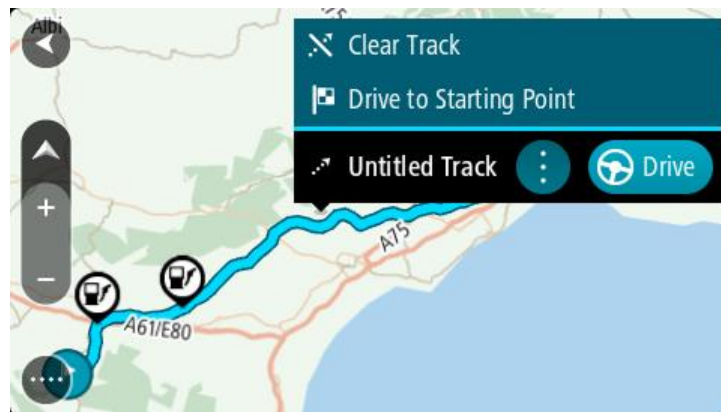 Albi
Clear Track
Drive to Starting Point
Untitled Track
Drive
A75
A61/E80